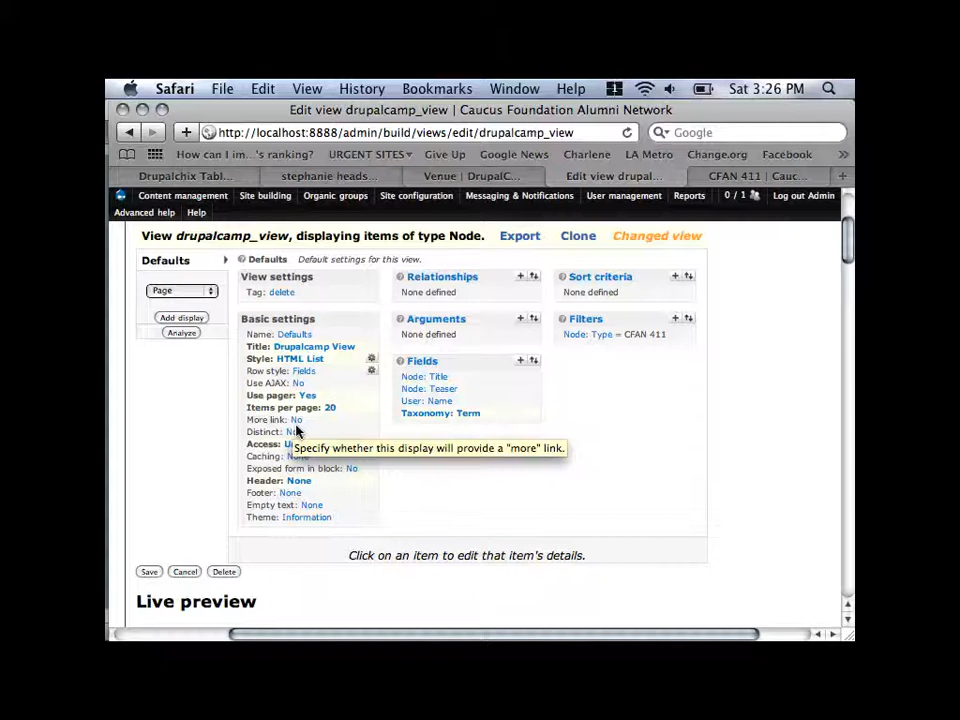 Safari File Edit View History Bookmarks Window Help 1 Sat 3:26 PM
Edit view drupalcamp_view | Caucus Foundation Alumni Network
http://localhost:8888/admin/build/views/edit/drupalcamp_view Google
How can I im...'s ranking? URGENT SITES Give Up Google News Charlene LA Metro Change.org Facebook
Drupalchix Tabl... stephanie heads... Venue | DrupalC... Edit view drupal... CFAN 411 | Cauc...
Content management Site building Organic groups Site configuration Messaging & Notifications User management Reports 0 / 1 Log out Admin
Advanced help Help
View drupalcamp_view, displaying items of type Node. Export Clone Changed view
Defaults
Page
Add display
Analyze
Defaults Default settings for this view.
View settings
Tag: delete
Basic settings
Name: Defaults
Title: Drupalcamp View
Style: HTML List
Row style: Fields
Use AJAX: No
Use pager: Yes
Items per page: 20
More link: No
Distinct:
Access:
Specify whether this display will provide a "more" link.
Caching:
Exposed form in block: No
Header: None
Footer: None
Empty text: None
Theme: Information
Relationships
None defined
Arguments
None defined
Fields
Node: Title
Node: Teaser
User: Name
Taxonomy: Term
Sort criteria
None defined
Filters
Node: Type = CFAN 411
Click on an item to edit that item's details.
Save Cancel Delete
Live preview